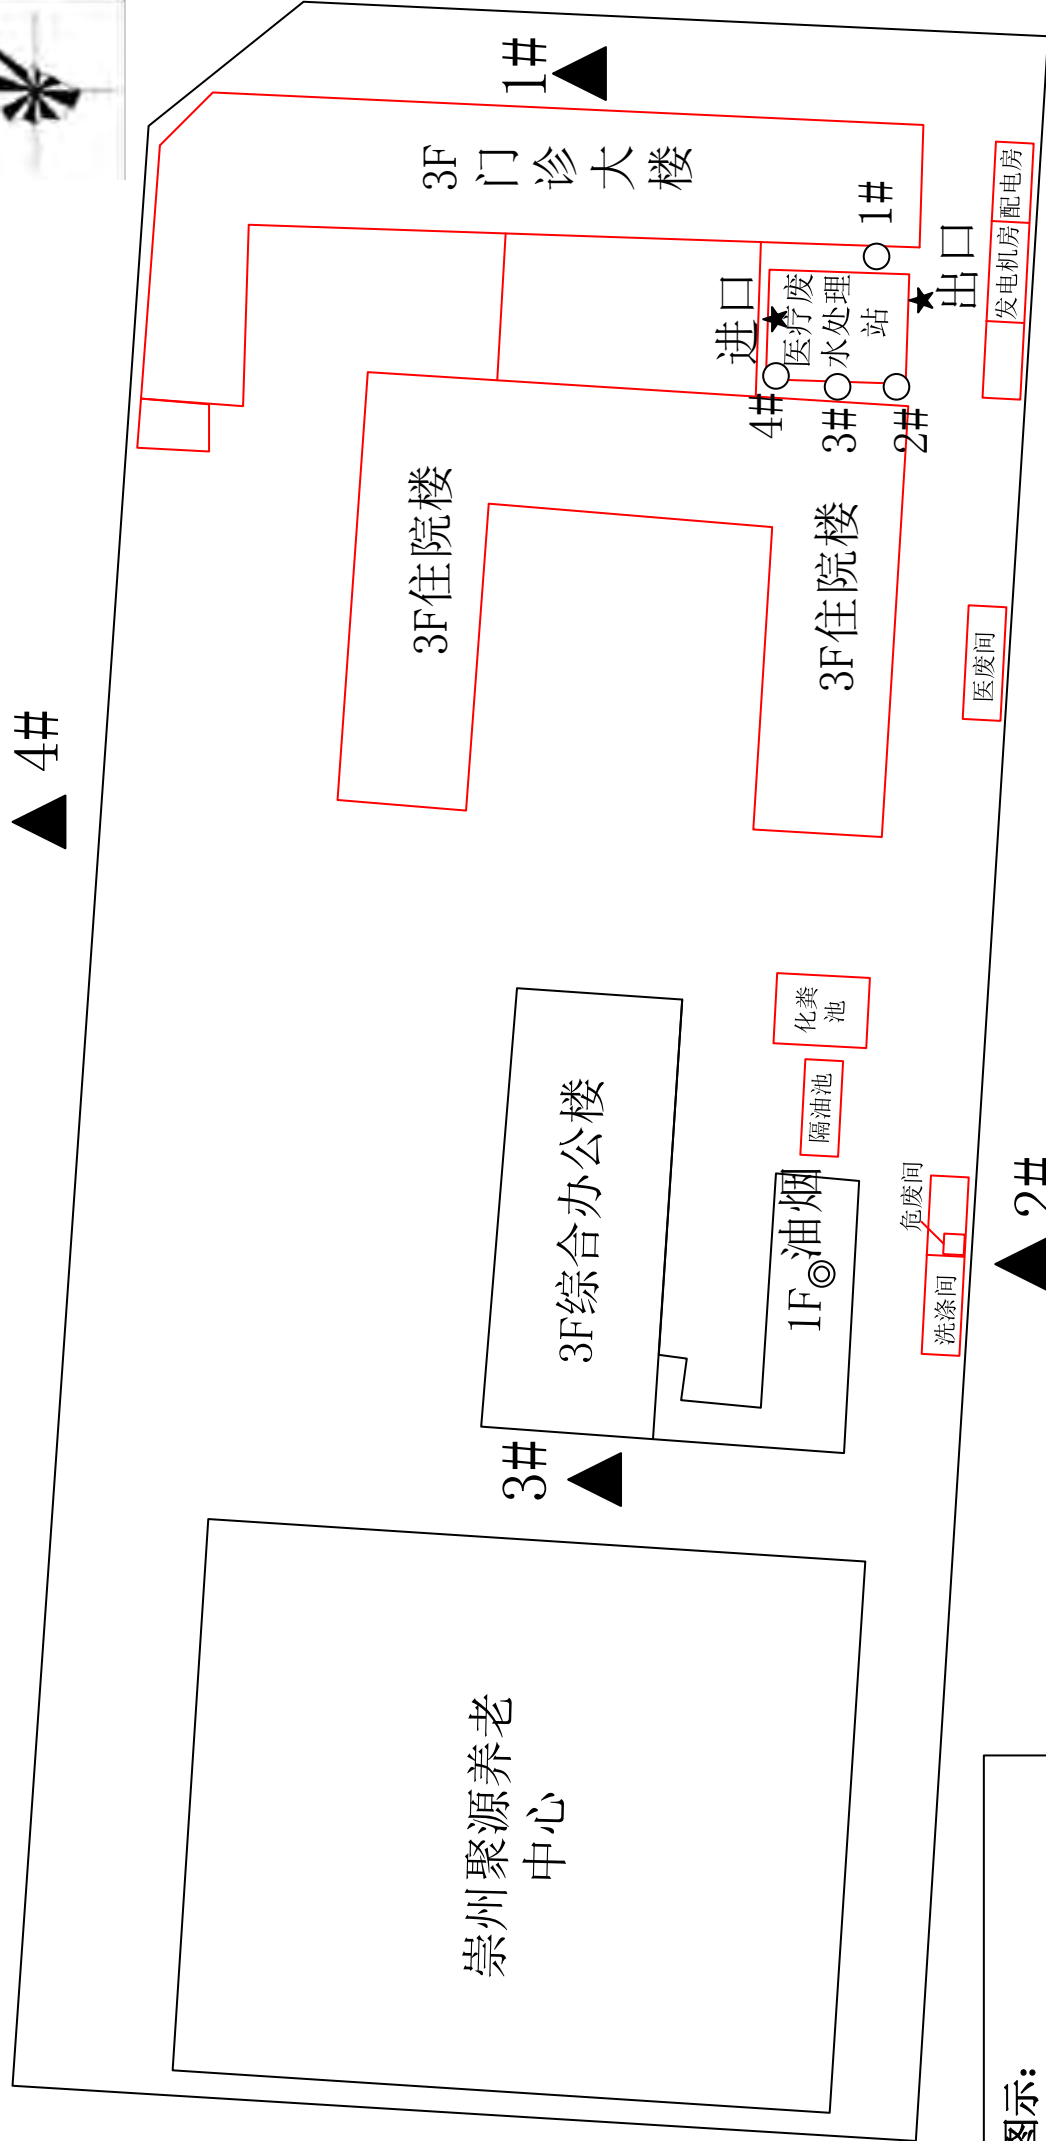 1#
3F
门
诊
大
楼
1#
配电房
发电机房
出口
进口
医疗废
水处理
站
4#
3#
2#
3F住院楼
3F住院楼
医废间
4#
化粪
池
隔油池
3F综合办公楼
油烟
1F
危废间
洗涤间
2#
3#
崇州聚源养老
中心
图示: